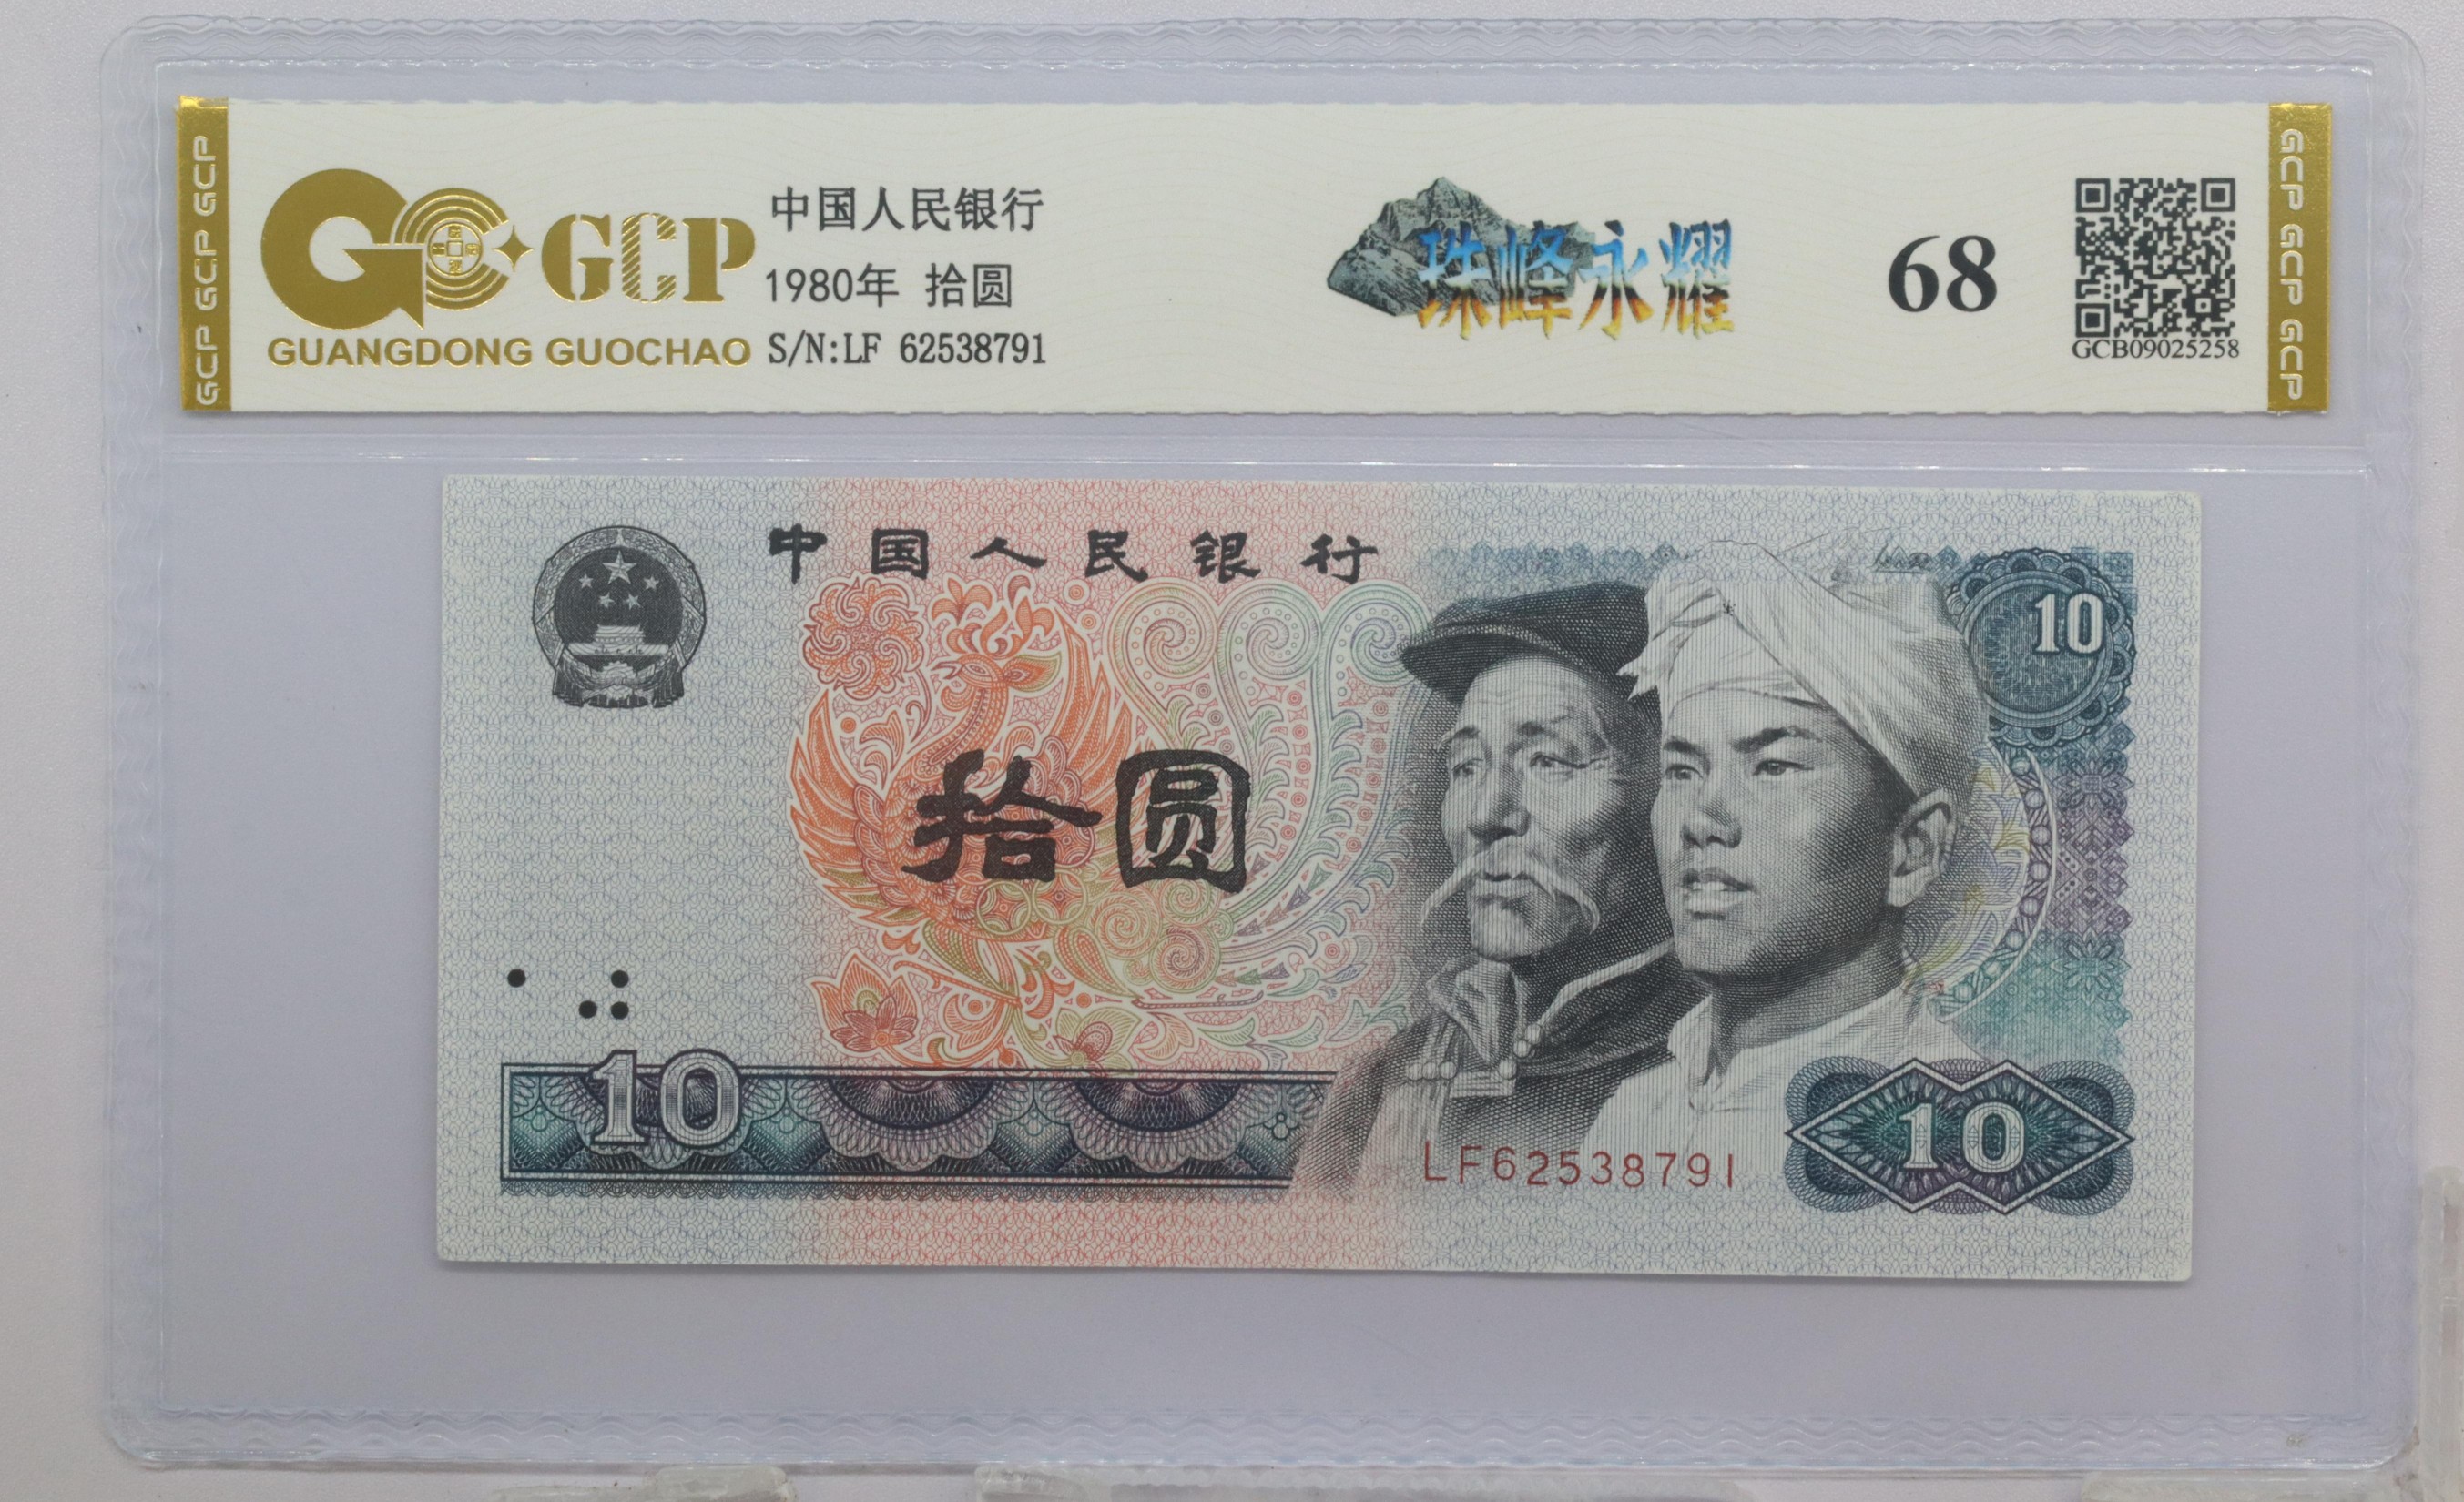 GCP GCP GCP
GCP
GUANGDONG GUOCHAO
中国人民银行
1980年 拾圆
S/N:LF 62538791
珠峰永耀
68
GCB09025258
GCP GCP GCP
中国人民银行
10
拾圆
10
LF62538791
10